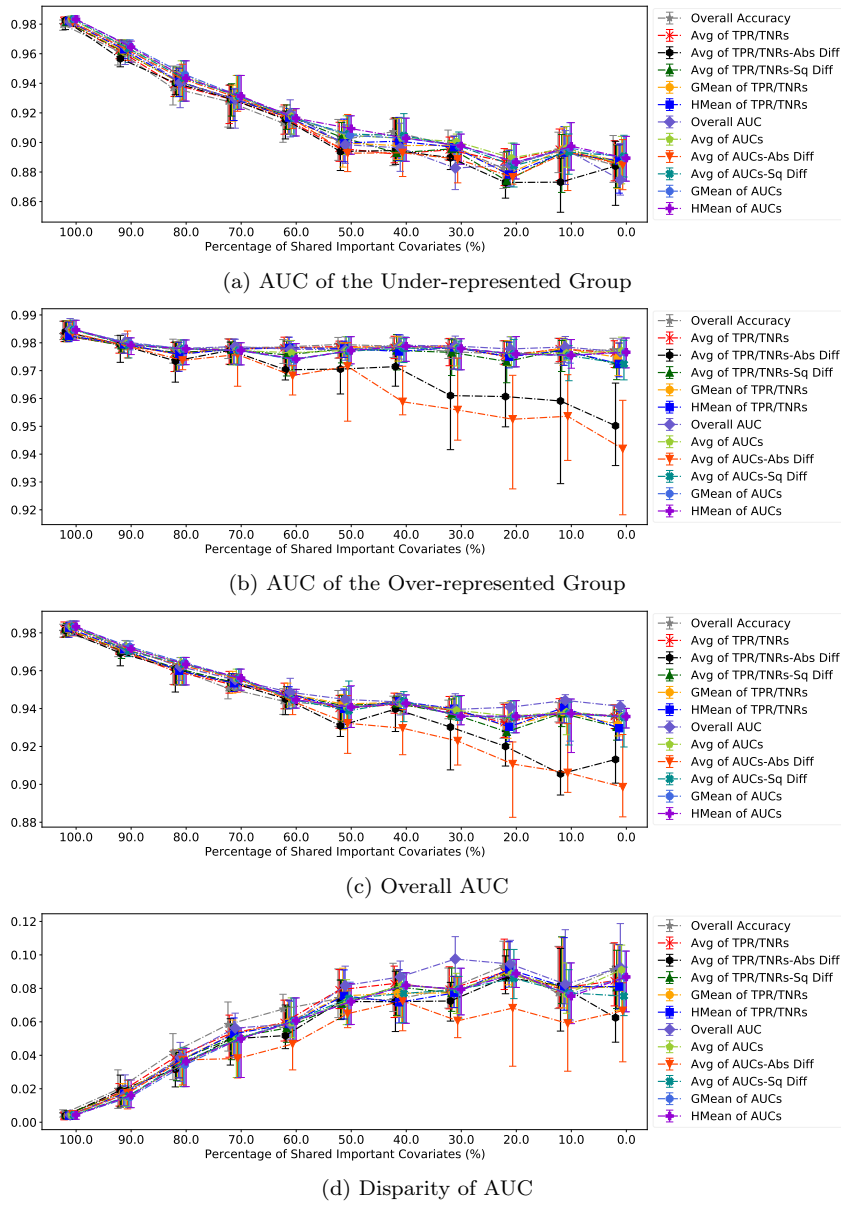 0.98
0.96
0.94
0.92
0.90
0.88
0.86
100.0 90.0 80.0 70.0 60.0 50.0 40.0 30.0 20.0 10.0 0.0
Percentage of Shared Important Covariates (%)
Overall Accuracy
Avg of TPR/TNRs
Avg of TPR/TNRs-Abs Diff
Avg of TPR/TNRs-Sq Diff
GMean of TPR/TNRs
HMean of TPR/TNRs
Overall AUC
Avg of AUCs
Avg of AUCs-Abs Diff
Avg of AUCs-Sq Diff
GMean of AUCs
HMean of AUCs
(a) AUC of the Under-represented Group
0.99
0.98
0.97
0.96
0.95
0.94
0.93
0.92
100.0 90.0 80.0 70.0 60.0 50.0 40.0 30.0 20.0 10.0 0.0
Percentage of Shared Important Covariates (%)
Overall Accuracy
Avg of TPR/TNRs
Avg of TPR/TNRs-Abs Diff
Avg of TPR/TNRs-Sq Diff
GMean of TPR/TNRs
HMean of TPR/TNRs
Overall AUC
Avg of AUCs
Avg of AUCs-Abs Diff
Avg of AUCs-Sq Diff
GMean of AUCs
HMean of AUCs
(b) AUC of the Over-represented Group
0.98
0.96
0.94
0.92
0.90
0.88
100.0 90.0 80.0 70.0 60.0 50.0 40.0 30.0 20.0 10.0 0.0
Percentage of Shared Important Covariates (%)
Overall Accuracy
Avg of TPR/TNRs
Avg of TPR/TNRs-Abs Diff
Avg of TPR/TNRs-Sq Diff
GMean of TPR/TNRs
HMean of TPR/TNRs
Overall AUC
Avg of AUCs
Avg of AUCs-Abs Diff
Avg of AUCs-Sq Diff
GMean of AUCs
HMean of AUCs
(c) Overall AUC
0.12
0.10
0.08
0.06
0.04
0.02
0.00
100.0 90.0 80.0 70.0 60.0 50.0 40.0 30.0 20.0 10.0 0.0
Percentage of Shared Important Covariates (%)
Overall Accuracy
Avg of TPR/TNRs
Avg of TPR/TNRs-Abs Diff
Avg of TPR/TNRs-Sq Diff
GMean of TPR/TNRs
HMean of TPR/TNRs
Overall AUC
Avg of AUCs
Avg of AUCs-Abs Diff
Avg of AUCs-Sq Diff
GMean of AUCs
HMean of AUCs
(d) Disparity of AUC